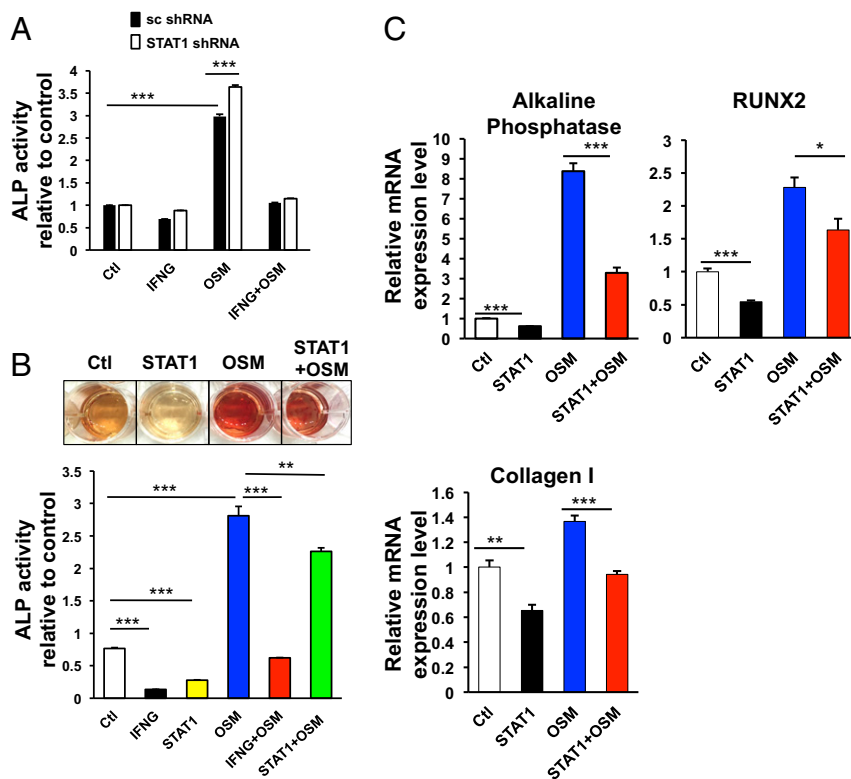 A
sc shRNA
STAT1 shRNA
***
***
ALP activity
relative to control
4
3.5
3
2.5
2
1.5
1
0.5
0
Ctl
IFNG
OSM
IFNG+OSM
B
Ctl
STAT1
OSM
STAT1
+OSM
**
***
***
***
***
ALP activity
relative to control
3.5
3
2.5
2
1.5
1
0.5
0
Ctl
IFNG
STAT1
OSM
IFNG+OSM
STAT1+OSM
C
Alkaline
Phosphatase
Relative mRNA
expression level
10
9
8
7
6
5
4
3
2
1
0
***
***
Ctl
STAT1
OSM
STAT1+OSM
RUNX2
3
2.5
2
1.5
1
0.5
0
*
***
Ctl
STAT1
OSM
STAT1+OSM
Collagen I
Relative mRNA
expression level
1.6
1.4
1.2
1
0.8
0.6
0.4
0.2
0
***
**
Ctl
STAT1
OSM
STAT1+OSM